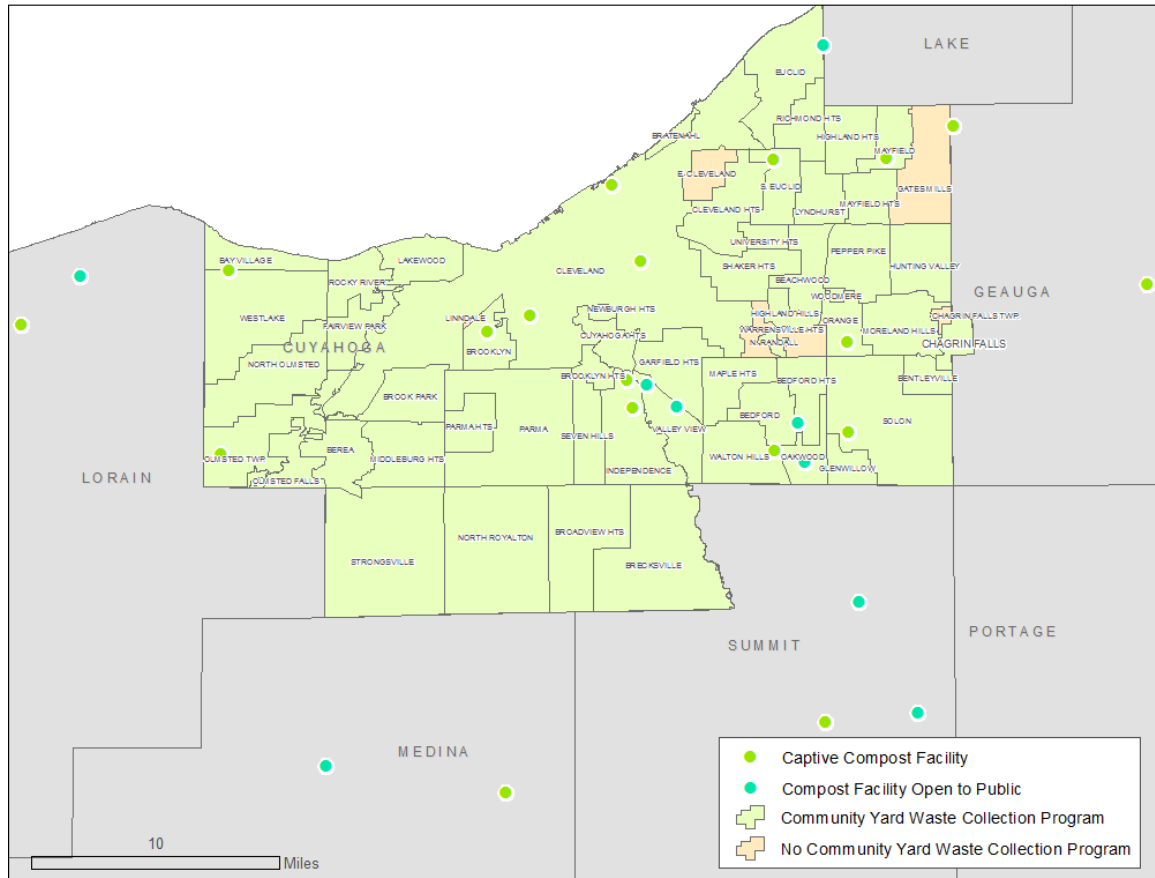 LAKE
EUCLID
RICHMOND HTS
HIGHLAND HTS
BRATENAHL
MAYFIELD
E. CLEVELAND
S. EUCLID
GATES MILLS
CLEVELAND HTS
LYNDHURST
MAYFIELD HTS
UNIVERSITY HTS
PEPPER PIKE
BAY VILLAGE
LAKEWOOD
SHAKER HTS
HUNTING VALLEY
ROCKY RIVER
CLEVELAND
BEACHWOOD
GEAUGA
WOODMERE
NEWBURGH HTS
HIGHLAND HILLS
WESTLAKE
LINNDALE
ORANGE
CHAGRIN FALLS TWP.
FAIRVIEW PARK
CUYAHOGA HTS
WARRENSVILLE HTS
MORELAND HILLS
CUYAHOGA
N. RANDALL
CHAGRIN FALLS
BROOKLYN
NORTH OLMSTED
GARFIELD HTS
MAPLE HTS
BROOKLYN HTS
BEDFORD HTS
BENTLEYVILLE
BROOK PARK
BEDFORD
SOLON
PARMA HTS
PARMA
SEVEN HILLS
VALLEY VIEW
BEREA
OLMSTED TWP.
MIDDLEBURG HTS
WALTON HILLS
OAKWOOD
INDEPENDENCE
GLENWILLOW
LORAIN
OLMSTED FALLS
BROADVIEW HTS
NORTH ROYALTON
STRONGSVILLE
BRECKSVILLE
SUMMIT
PORTAGE
MEDINA
Captive Compost Facility
Compost Facility Open to Public
Community Yard Waste Collection Program
No Community Yard Waste Collection Program
10
Miles